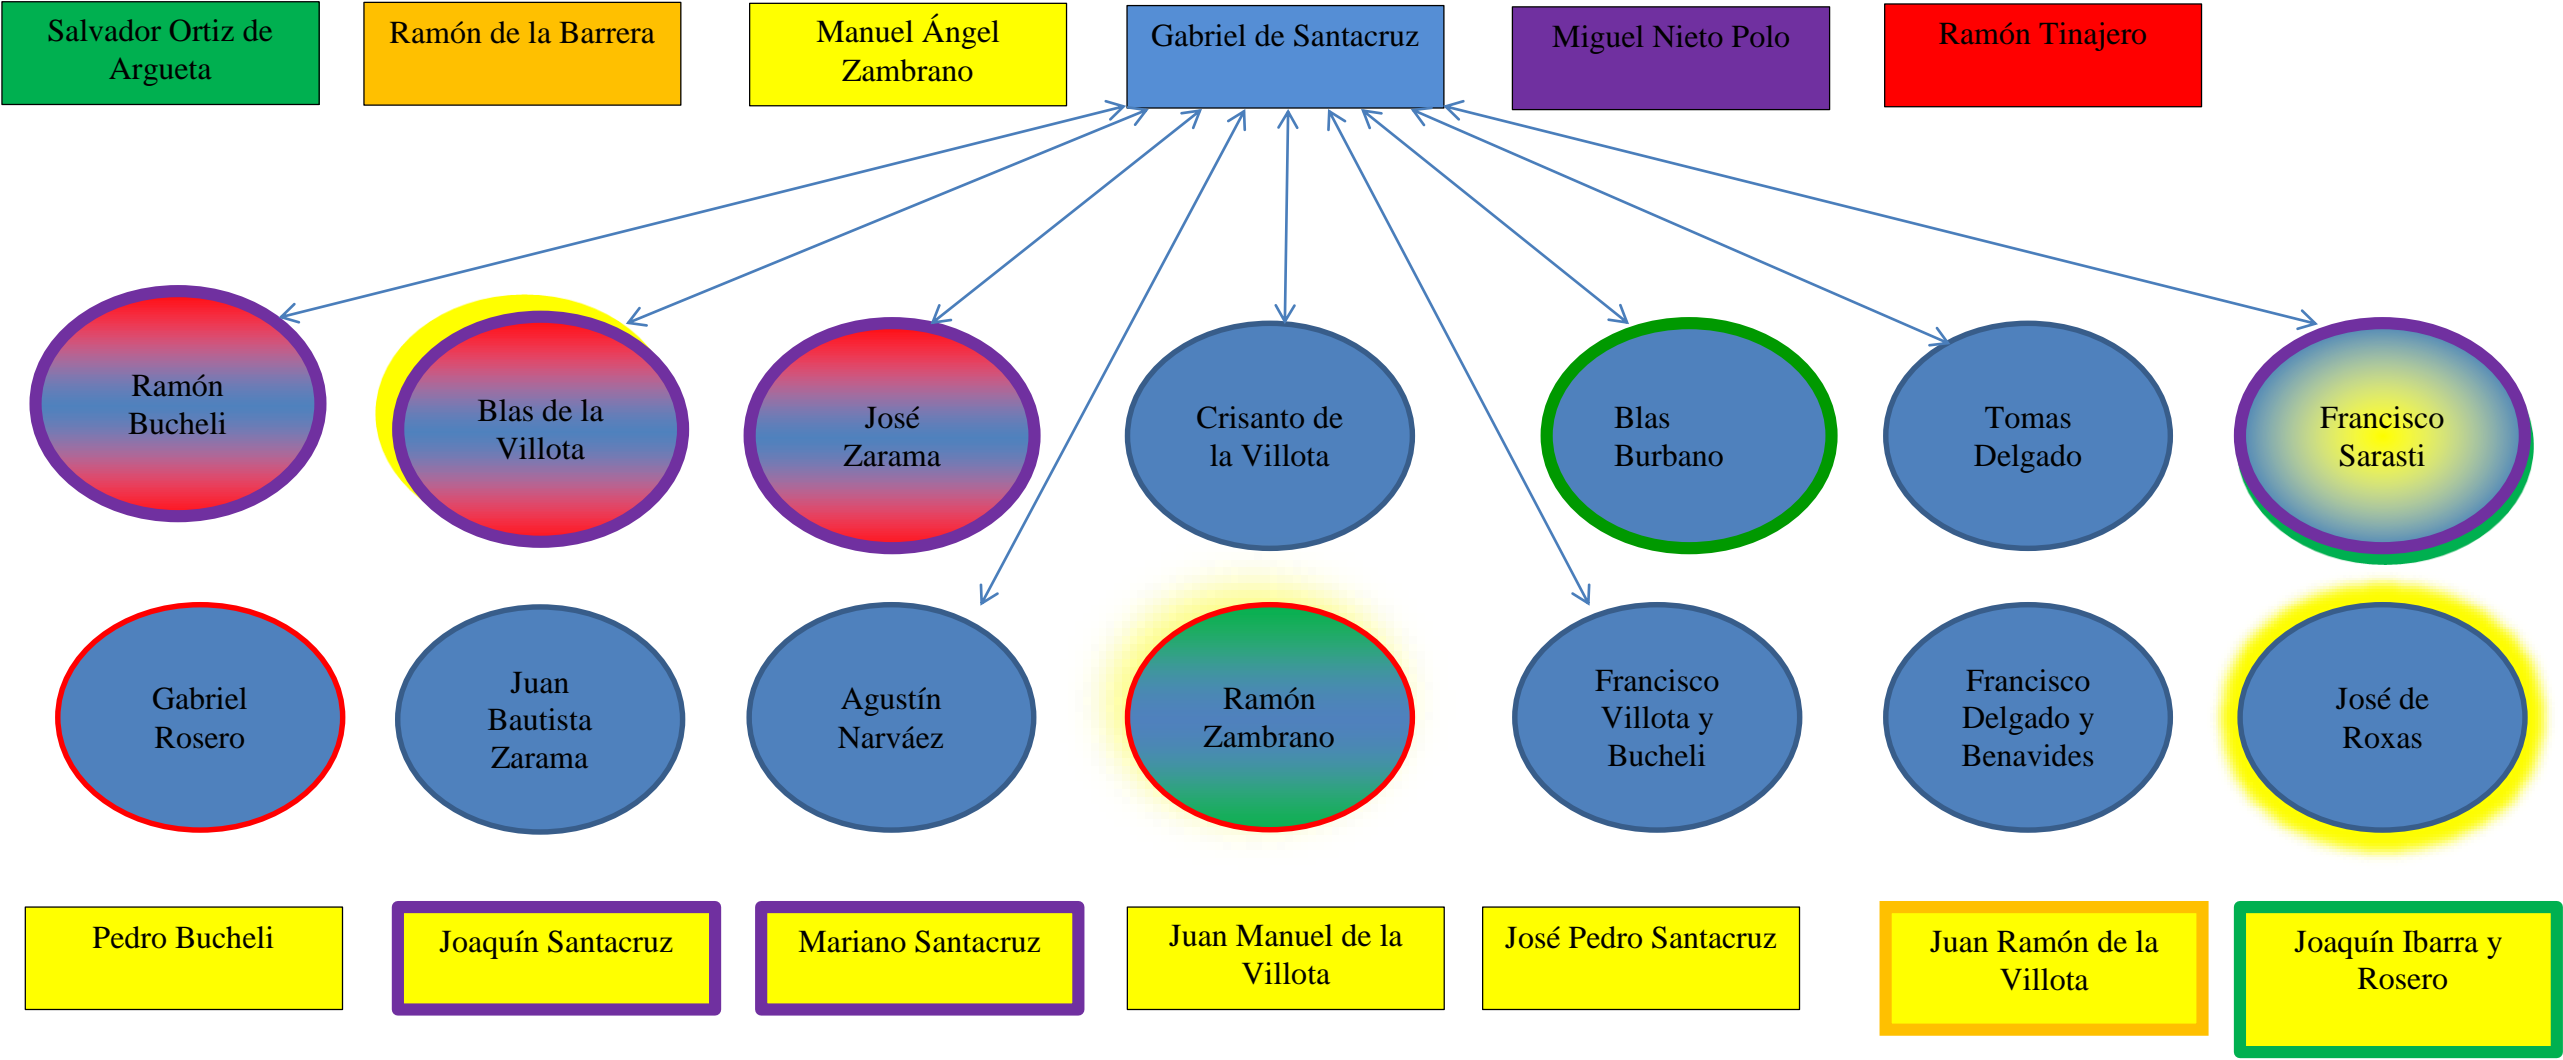 Salvador Ortiz de
Argueta
Ramón de la Barrera
Manuel Ángel
Zambrano
Gabriel de Santacruz
Miguel Nieto Polo
Ramón Tinajero
Ramón
Bucheli
Blas de la
Villota
José
Zarama
Crisanto de
la Villota
Blas
Burbano
Tomas
Delgado
Francisco
Sarasti
Gabriel
Rosero
Juan
Bautista
Zarama
Agustín
Narváez
Ramón
Zambrano
Francisco
Villota y
Bucheli
Francisco
Delgado y
Benavides
José de
Roxas
Pedro Bucheli
Joaquín Santacruz
Mariano Santacruz
Juan Manuel de la
Villota
José Pedro Santacruz
Juan Ramón de la
Villota
Joaquín Ibarra y
Rosero